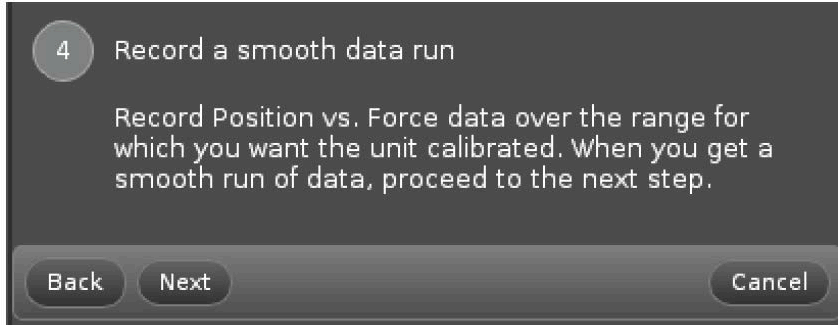 4 Record a smooth data run
Record Position vs. Force data over the range for
which you want the unit calibrated. When you get a
smooth run of data, proceed to the next step.
Back Next Cancel